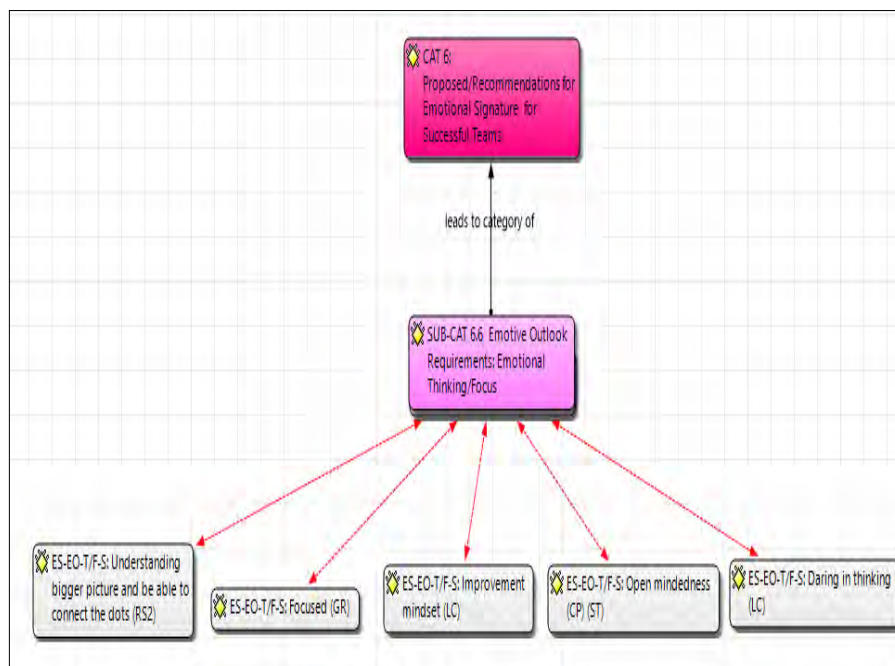 CAT 6:
Proposed/Recommendations for
Emotional Signature for
Successful Teams
leads to category of
SUB-CAT 6.6 Emotive Outlook
Requirements: Emotional
Thinking/Focus
ES-EO-T/F-S: Understanding
bigger picture and be able to
connect the dots (RS2)
ES-EO-T/F-S: Focused (GR)
ES-EO-T/F-S: Improvement
mindset (LC)
ES-EO-T/F-S: Open mindedness
(CP) (ST)
ES-EO-T/F-S: Daring in thinking
(LC)